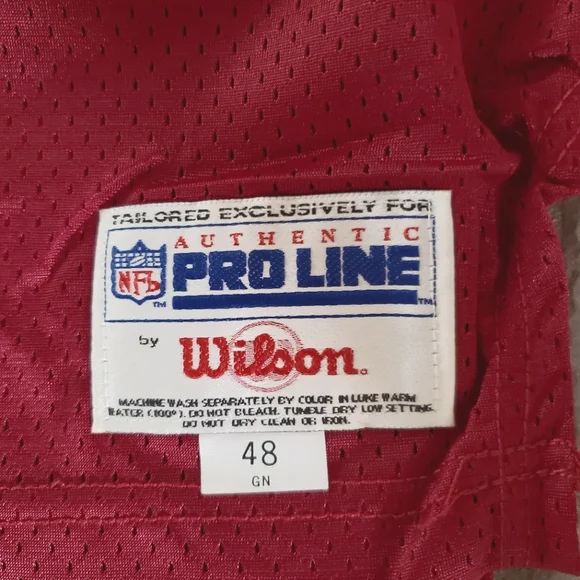 TAILORED EXCLUSIVELY FOR
AUTHENTIC
NFL PRO LINE
TM TM
by Wilson.
MACHINE WASH SEPARATELY BY COLOR IN LUKE WARM
WATER (100°). DO NOT BLEACH. TUMBLE DRY LOW SETTING.
DO NOT DRY CLEAN OR IRON.
48
GN